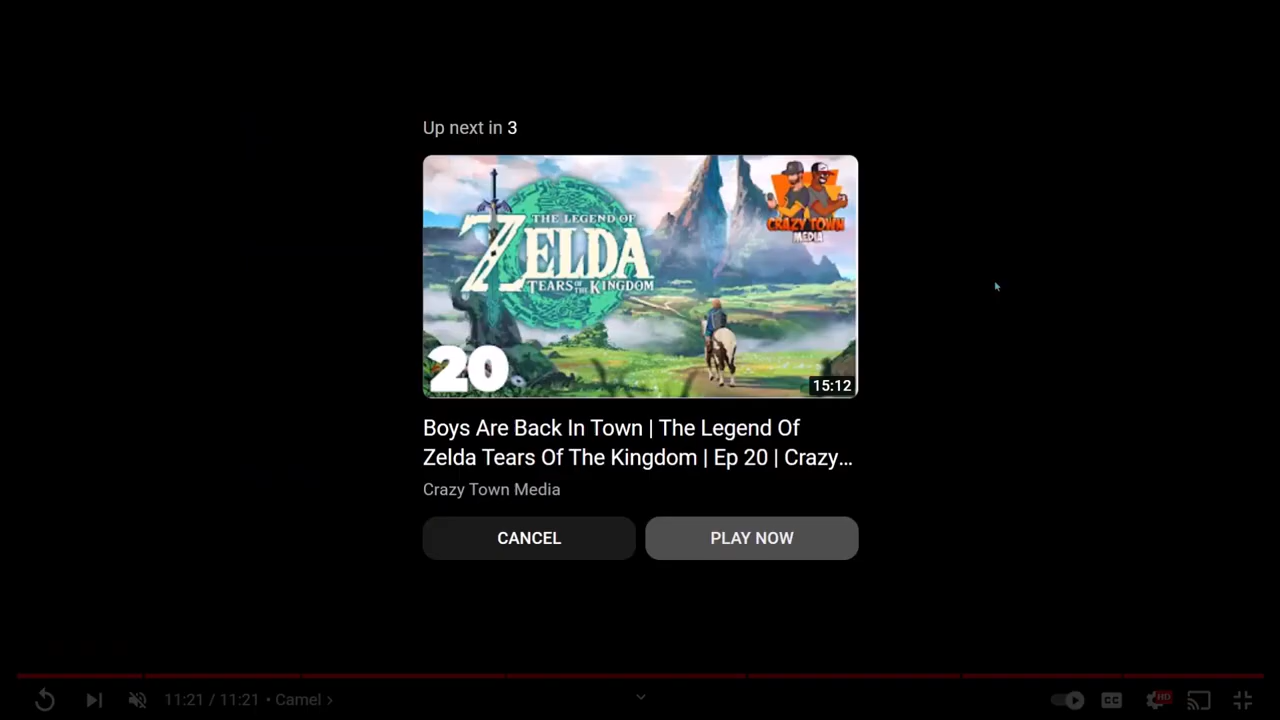 Up next in 3
THE LEGEND OF
ZELDA
TEARS OF THE KINGDOM
CRAZY TOWN
MEDIA
20
15:12
Boys Are Back In Town | The Legend Of
Zelda Tears Of The Kingdom | Ep 20 | Crazy...
Crazy Town Media
CANCEL
PLAY NOW
11:21 / 11:21 • Camel ›
CC
HD